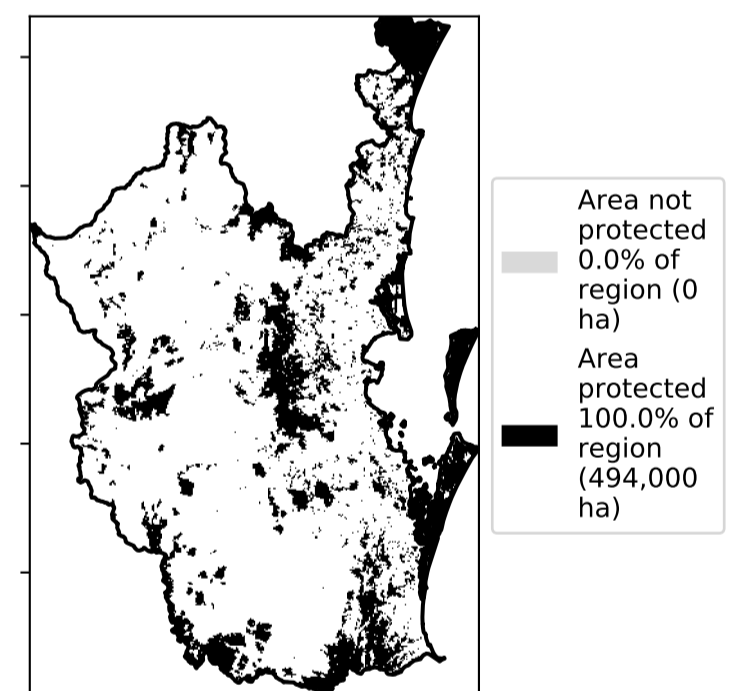 Area not
protected
0.0% of
region (0
ha)
Area
protected
100.0% of
region
(494,000
ha)